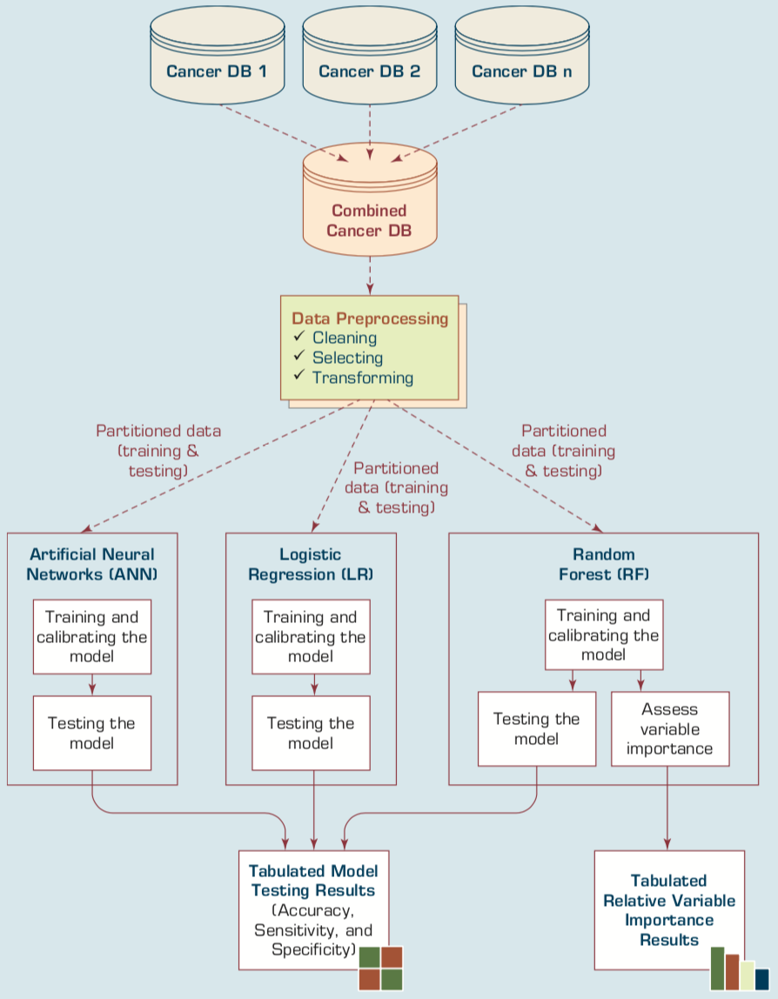 Cancer DB 1
Cancer DB 2
Cancer DB n
Combined
Cancer DB
Data Preprocessing
✓ Cleaning
✓ Selecting
✓ Transforming
Partitioned data
(training &
testing)
Partitioned
data (training
& testing)
Partitioned
data (training
& testing)
Artificial Neural
Networks (ANN)
Training and
calibrating the
model
Testing the
model
Logistic
Regression (LR)
Training and
calibrating the
model
Testing the
model
Random
Forest (RF)
Training and
calibrating the
model
Testing the
model
Assess
variable
importance
Tabulated Model
Testing Results
(Accuracy,
Sensitivity, and
Specificity)
Tabulated
Relative Variable
Importance
Results